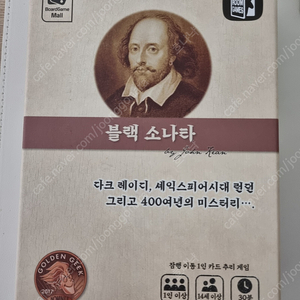 BoardGame
Mall
블랙 소나타
by John Kean
다크 레이디, 셰익스피어시대 런던
그리고 400여년의 미스터리….
GOLDEN GEEK
잠행 이동 1인 카드 추리 게임
1인 이상
14세 이상
30분